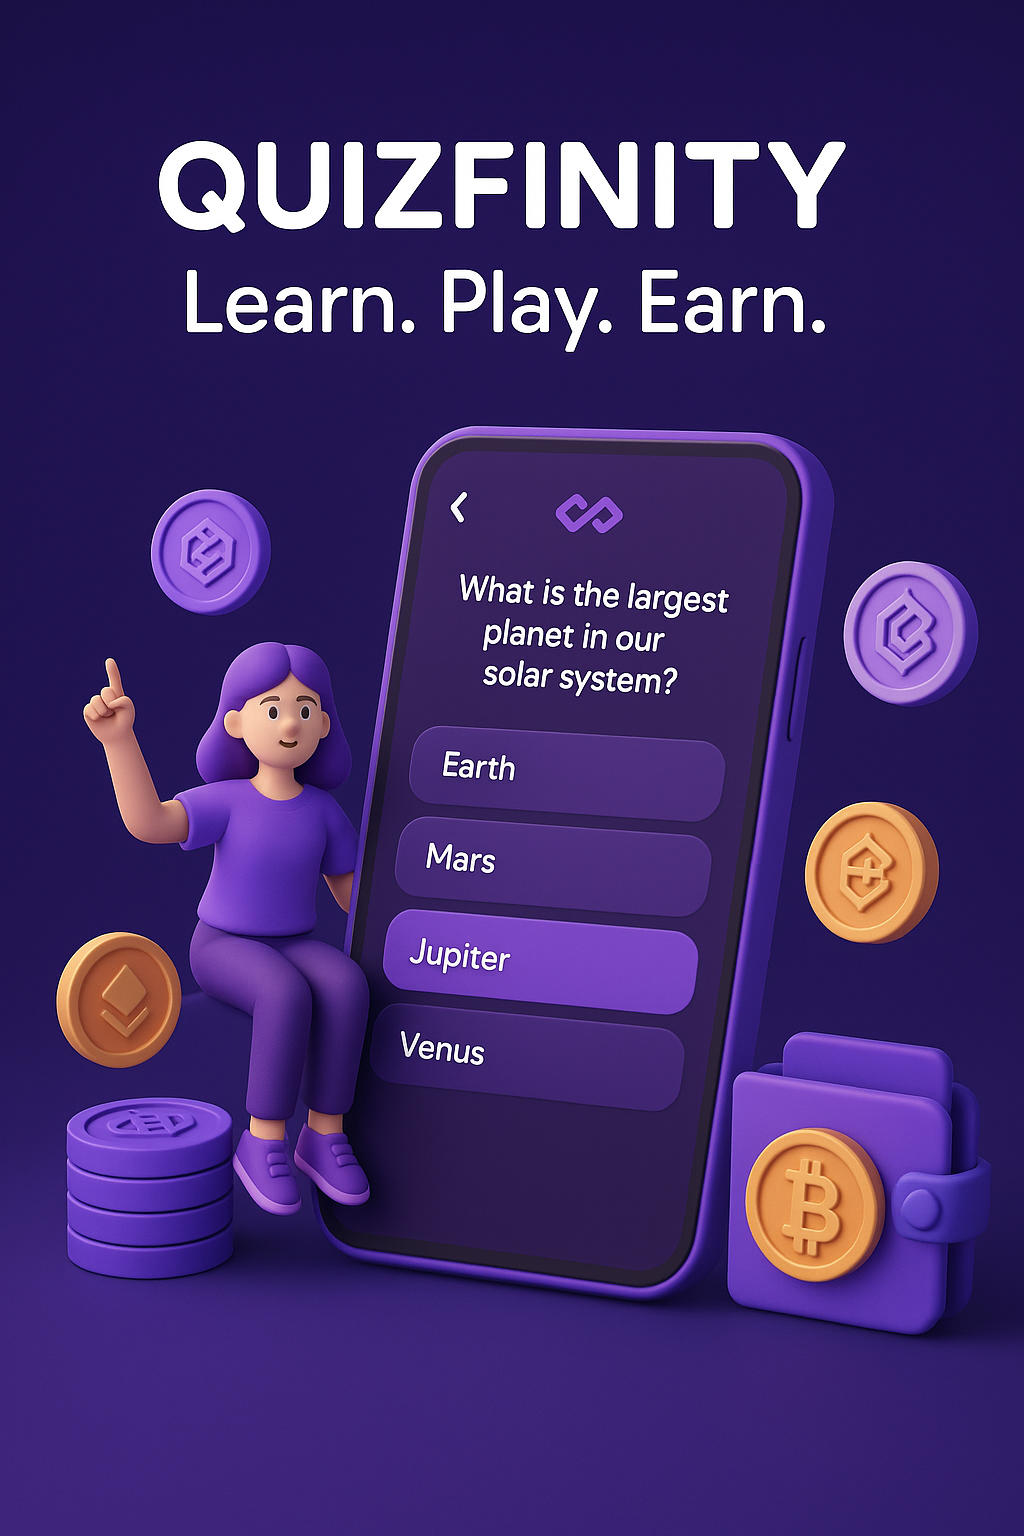 QUIZFINITY
Learn. Play. Earn.
What is the largest
planet in our
solar system?
Earth
Mars
Jupiter
Venus